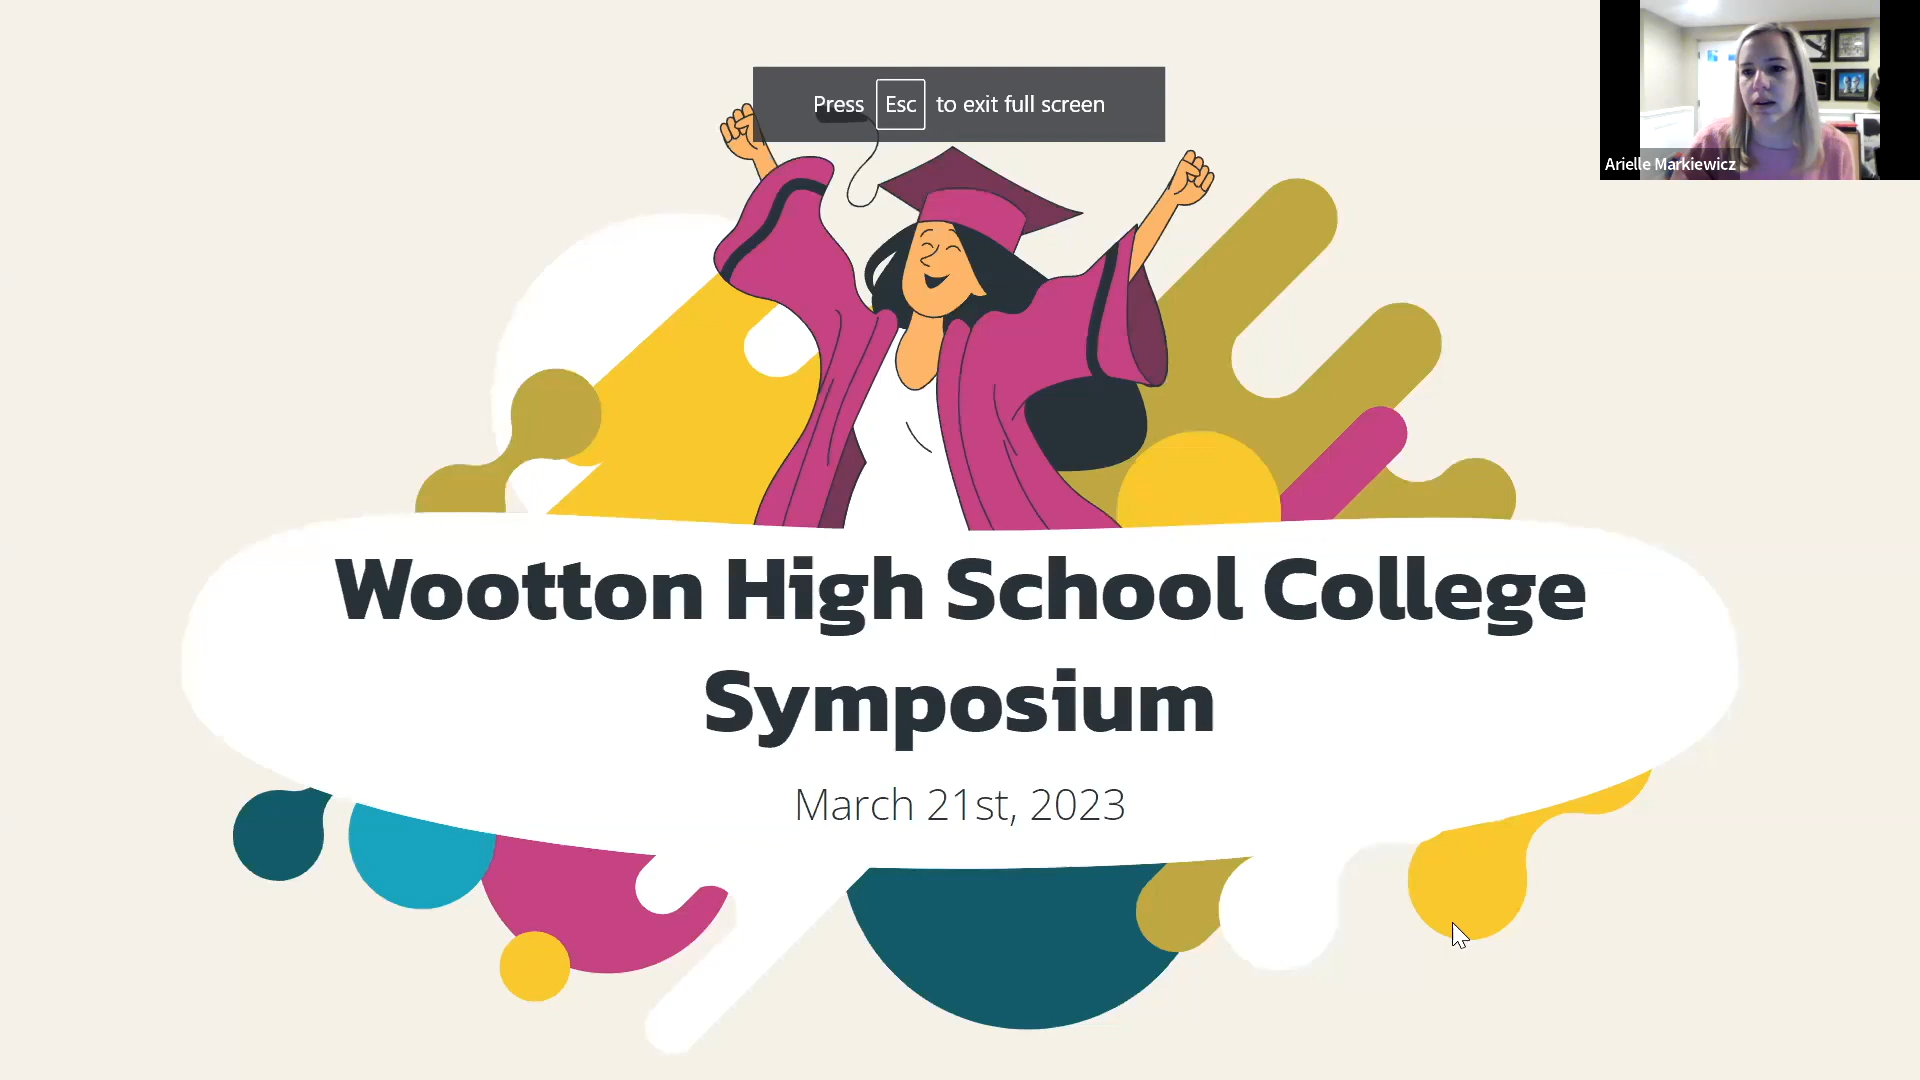 Press Esc to exit full screen
Arielle Markiewicz
Wootton High School College
Symposium
March 21st, 2023